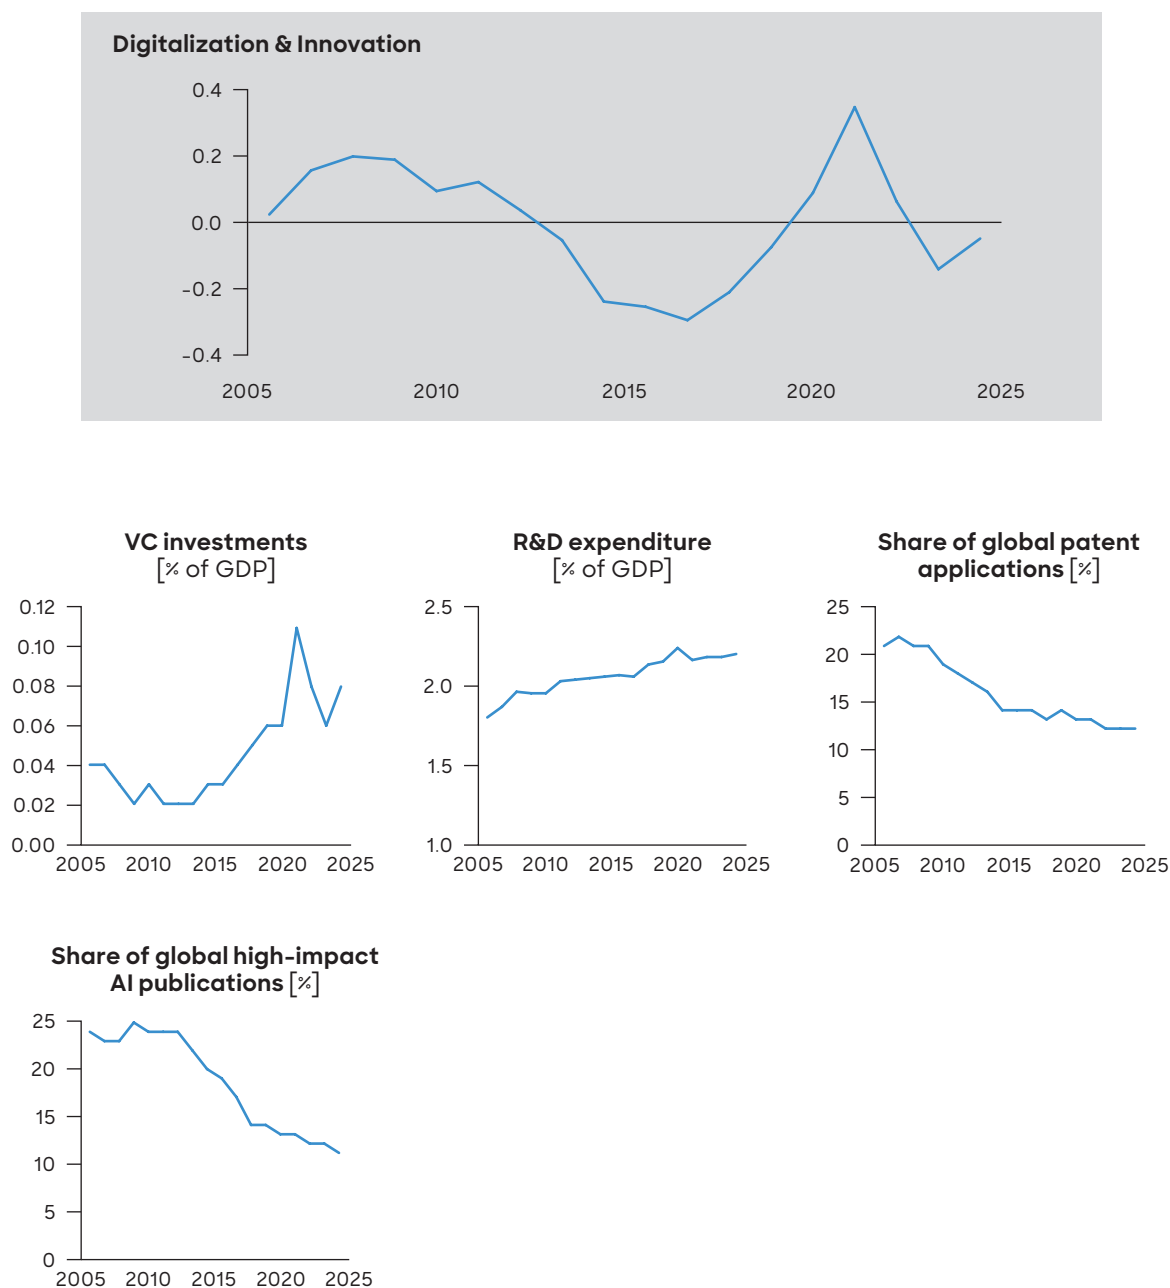 Digitalization & Innovation
0.4
0.2
0.0
-0.2
-0.4
2005 2010 2015 2020 2025
VC investments
[% of GDP]
0.12
0.10
0.08
0.06
0.04
0.02
0.00
2005 2010 2015 2020 2025
R&D expenditure
[% of GDP]
2.5
2.0
1.5
1.0
2005 2010 2015 2020 2025
Share of global patent
applications [%]
25
20
15
10
5
0
2005 2010 2015 2020 2025
Share of global high-impact
AI publications [%]
25
20
15
10
5
0
2005 2010 2015 2020 2025